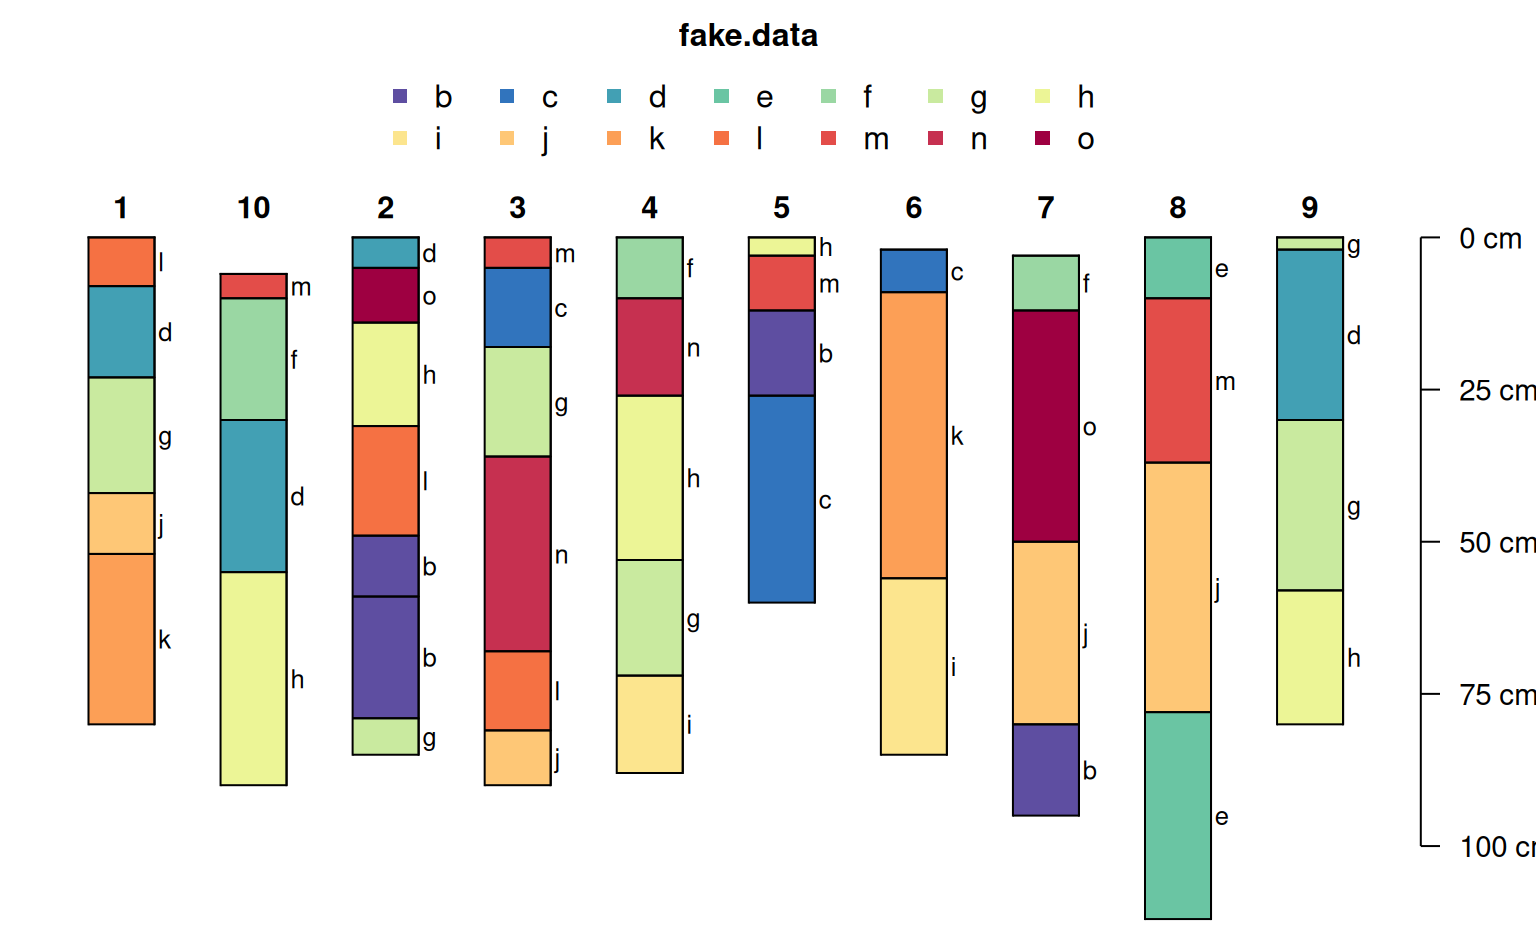 fake.data
b c d e f g h
i j k l m n o
1 10 2 3 4 5 6 7 8 9
l d g j k
m f d h
d o h l b b g
m c g n l j
f n h g i
h m b c
c k i
f o j b
e m j e
g d g h
0 cm
25 cm
50 cm
75 cm
100 c